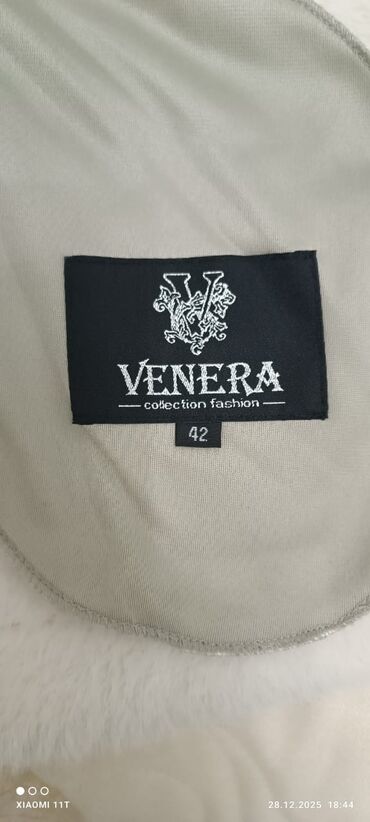 V
VENERA
collection fashion
42
XIAOMI 11T
28.12.2025 18:44